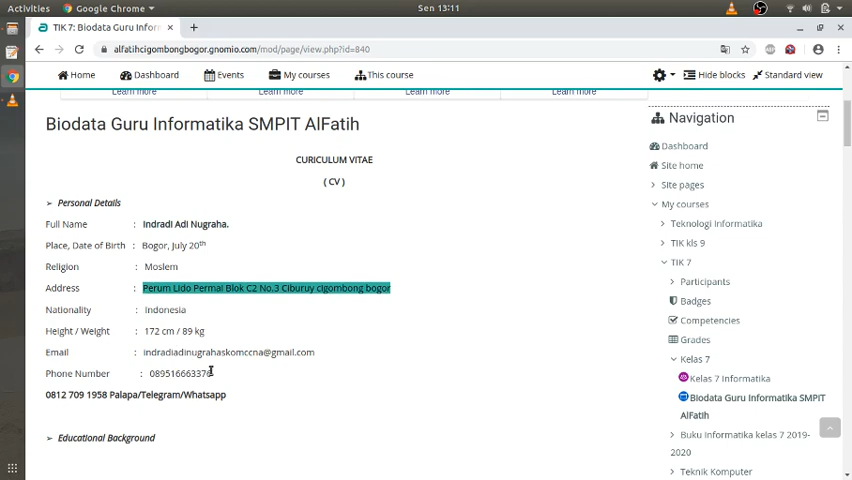 Activities Google Chrome Sen 13:11
TIK 7: Biodata Guru Inform
alfatihcigombongbogor.gnomio.com/mod/page/view.php?id=840
Home Dashboard Events My courses This course Hide blocks Standard view
Learn more Learn more Learn more Learn more
Biodata Guru Informatika SMPIT AlFatih
CURICULUM VITAE
( CV )
➢ Personal Details
Full Name : Indradi Adi Nugraha.
Place, Date of Birth : Bogor, July 20th
Religion : Moslem
Address : Perum Lido Permai Blok C2 No.3 Ciburuy cigombong bogor
Nationality : Indonesia
Height / Weight : 172 cm / 89 kg
Email : indradiadinugrahaskomccna@gmail.com
Phone Number : 089516663376
0812 709 1958 Palapa/Telegram/Whatsapp
➢ Educational Background
Navigation
Dashboard
Site home
Site pages
My courses
Teknologi Informatika
TIK kls 9
TIK 7
Participants
Badges
Competencies
Grades
Kelas 7
Kelas 7 Informatika
Biodata Guru Informatika SMPIT
AlFatih
Buku Informatika kelas 7 2019-
2020
Teknik Komputer